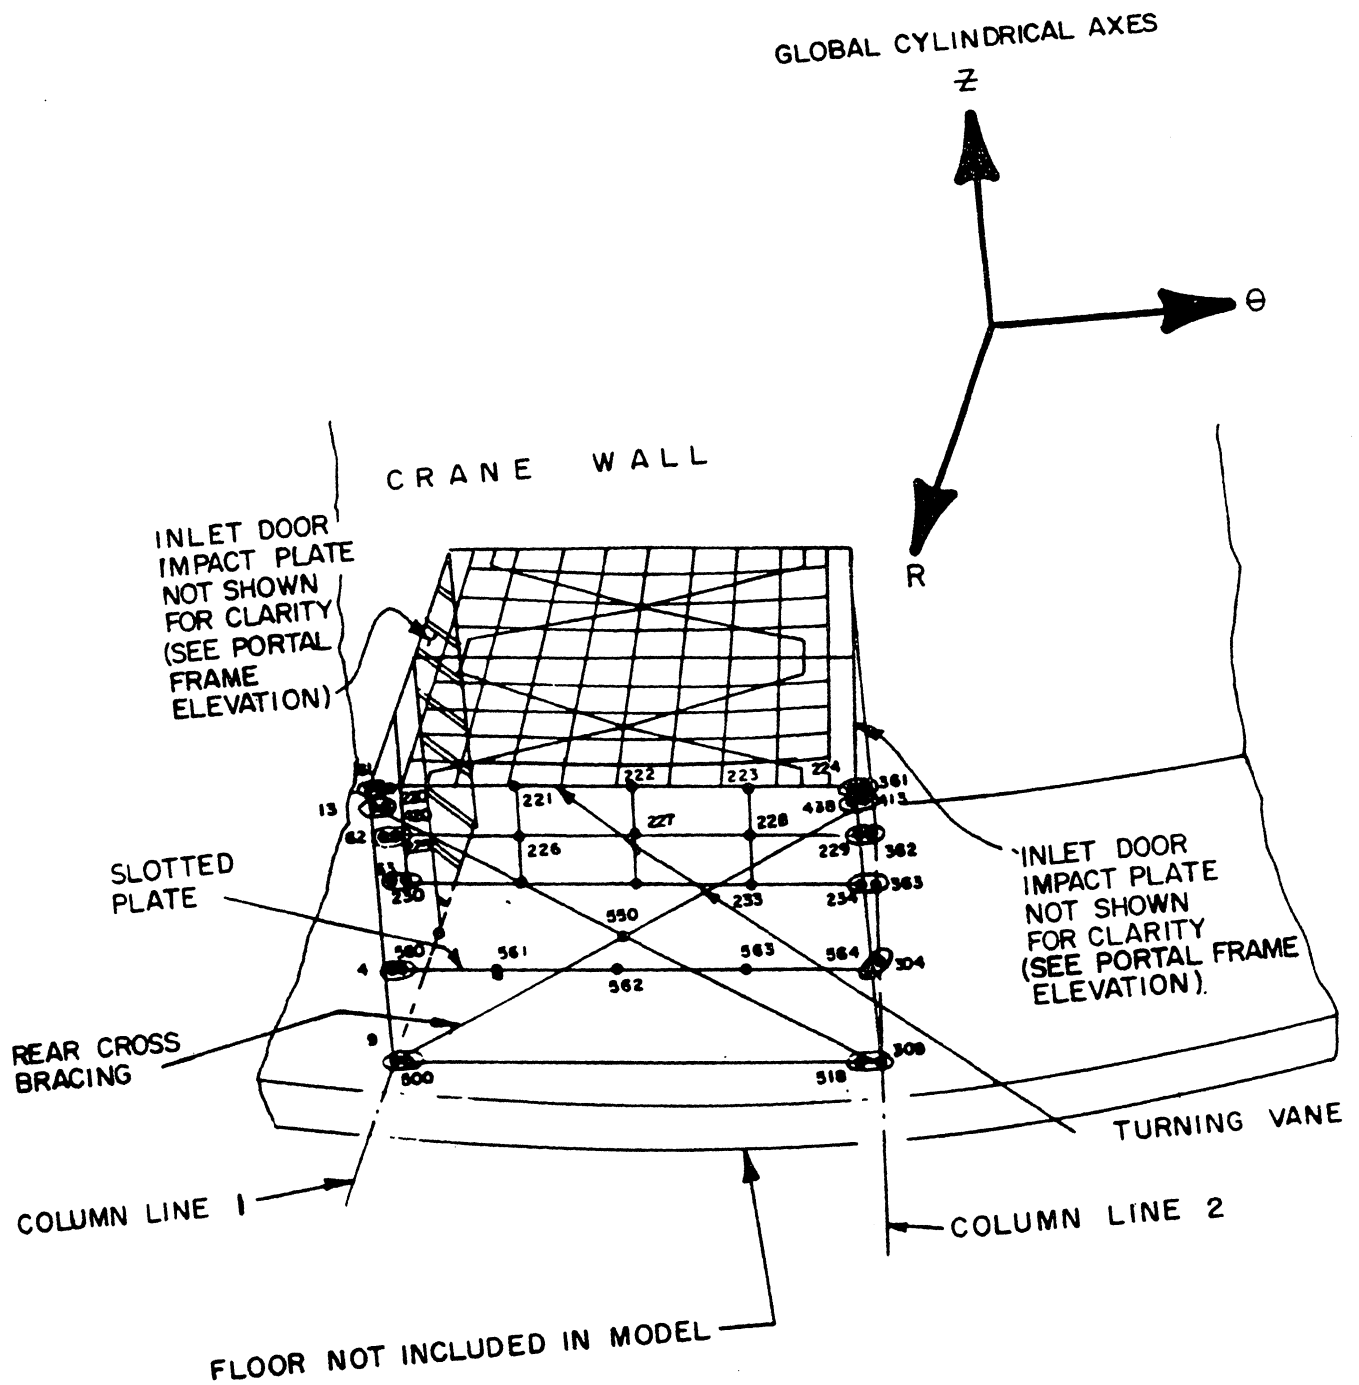 GLOBAL CYLINDRICAL AXES
Z
θ
R
CRANE WALL
INLET DOOR
IMPACT PLATE
NOT SHOWN
FOR CLARITY
(SEE PORTAL
FRAME
ELEVATION)
222
223
224
361
221
13
438
413
227
228
62
226
229
362
230
233
234
363
550
560
561
563
564
304
4
562
9
500
518
309
SLOTTED
PLATE
INLET DOOR
IMPACT PLATE
NOT SHOWN
FOR CLARITY
(SEE PORTAL FRAME
ELEVATION).
REAR CROSS
BRACING
TURNING VANE
COLUMN LINE 1
COLUMN LINE 2
FLOOR NOT INCLUDED IN MODEL